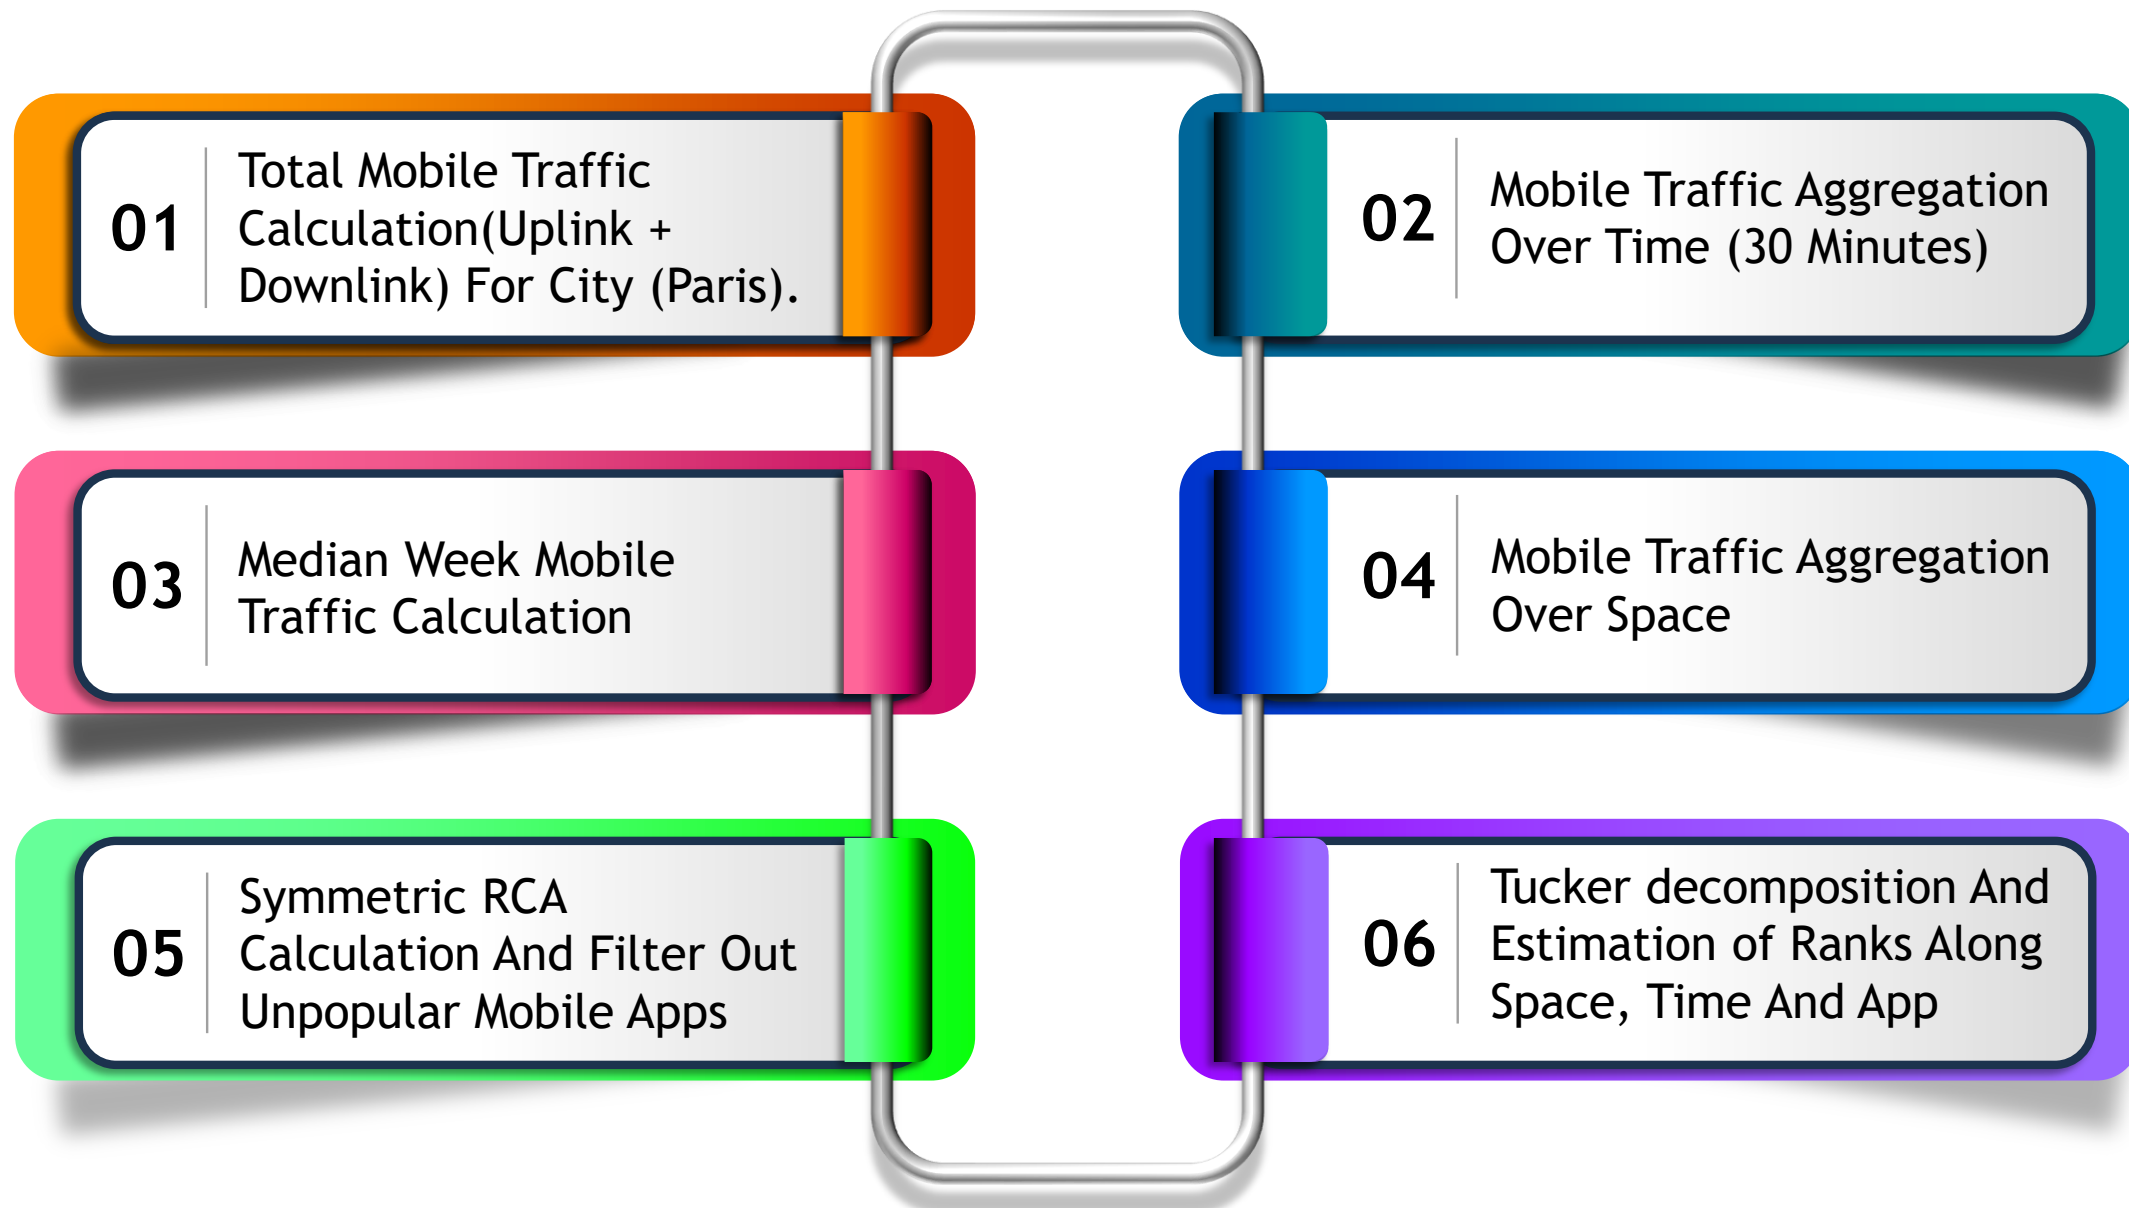 01
Total Mobile Traffic
Calculation(Uplink +
Downlink) For City (Paris).
02
Mobile Traffic Aggregation
Over Time (30 Minutes)
03
Median Week Mobile
Traffic Calculation
04
Mobile Traffic Aggregation
Over Space
05
Symmetric RCA
Calculation And Filter Out
Unpopular Mobile Apps
06
Tucker decomposition And
Estimation of Ranks Along
Space, Time And App